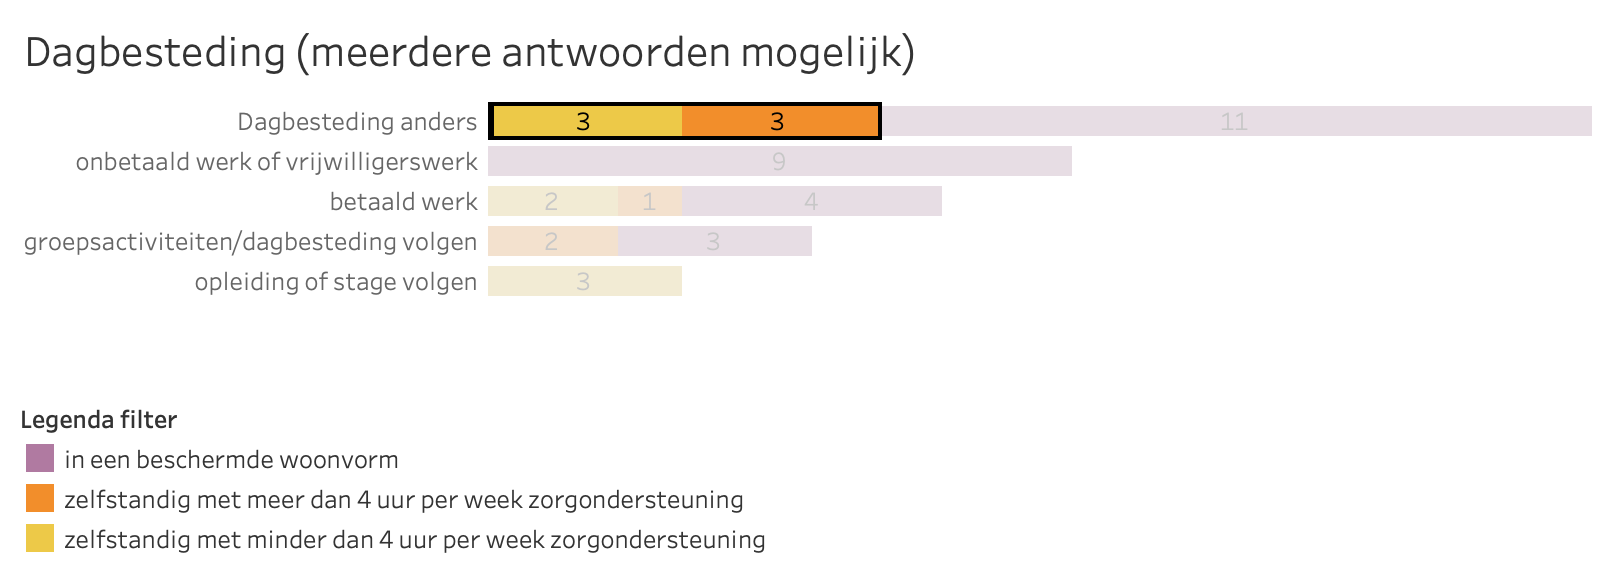 Dagbesteding (meerdere antwoorden mogelijk)
Dagbesteding anders 3 3 11
onbetaald werk of vrijwilligerswerk 9
betaald werk 2 1 4
groepsactiviteiten/dagbesteding volgen 2 3
opleiding of stage volgen 3
Legenda filter
in een beschermde woonvorm
zelfstandig met meer dan 4 uur per week zorgondersteuning
zelfstandig met minder dan 4 uur per week zorgondersteuning